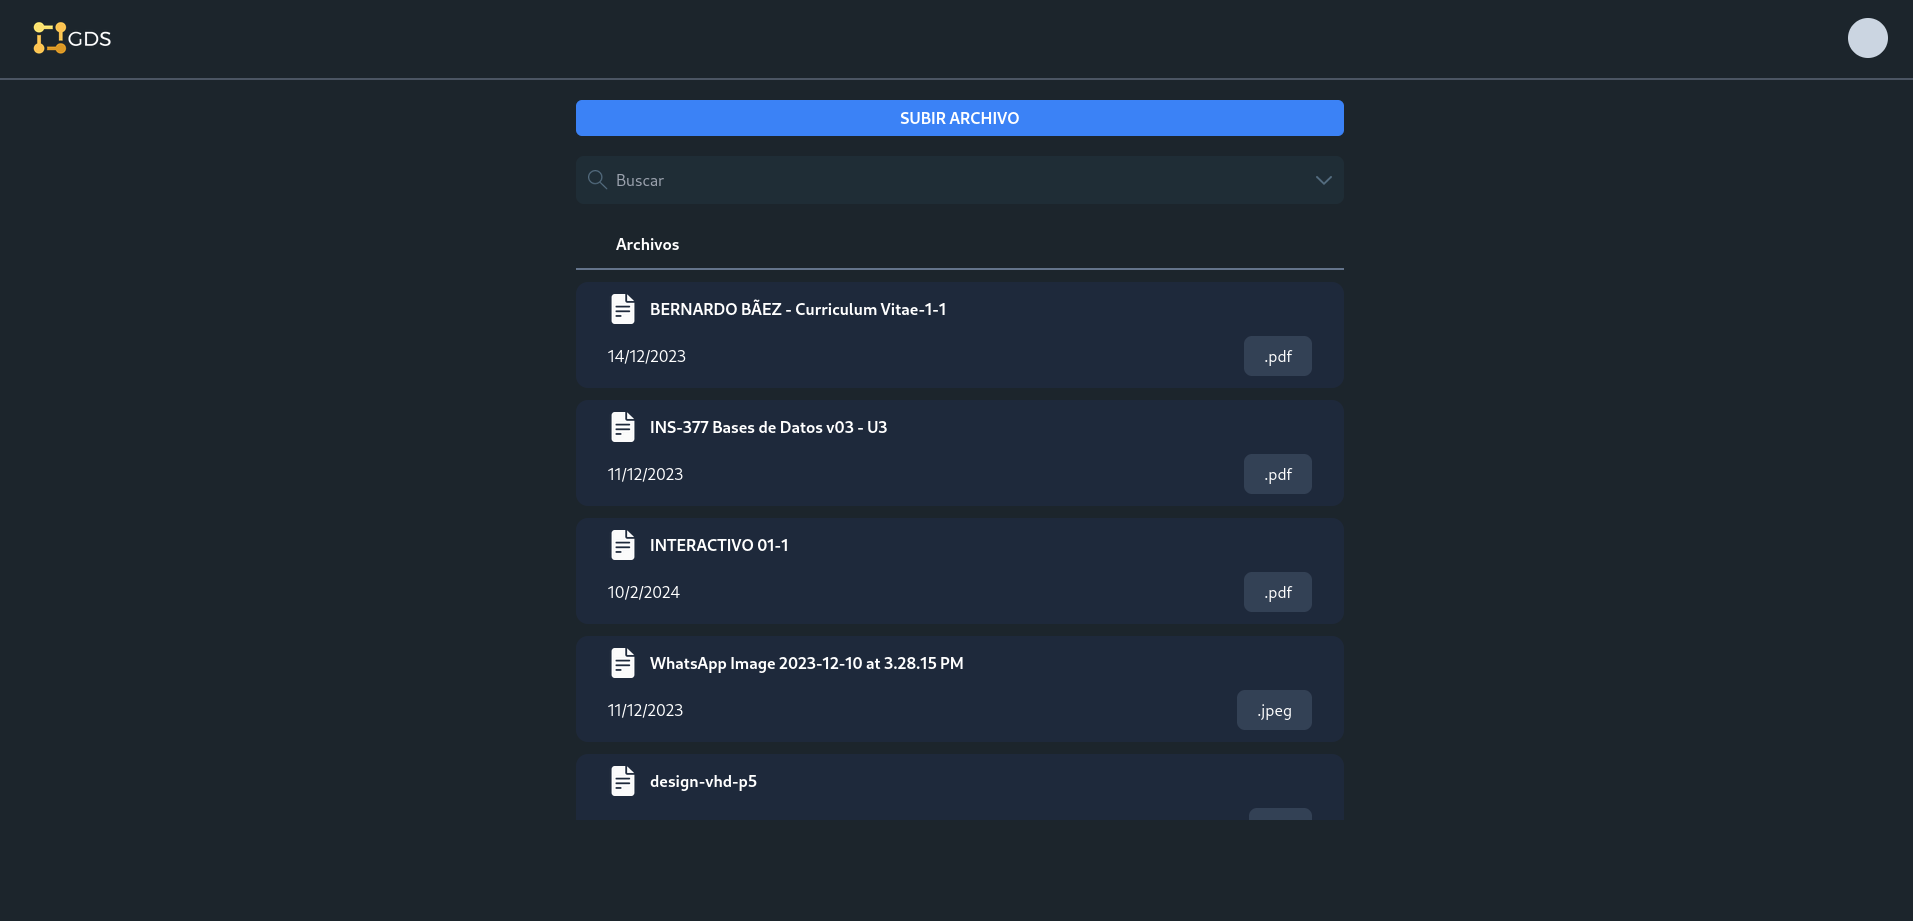 GDS
SUBIR ARCHIVO
Buscar
Archivos
BERNARDO BÃEZ - Curriculum Vitae-1-1
14/12/2023
.pdf
INS-377 Bases de Datos v03 - U3
11/12/2023
.pdf
INTERACTIVO 01-1
10/2/2024
.pdf
WhatsApp Image 2023-12-10 at 3.28.15 PM
11/12/2023
.jpeg
design-vhd-p5